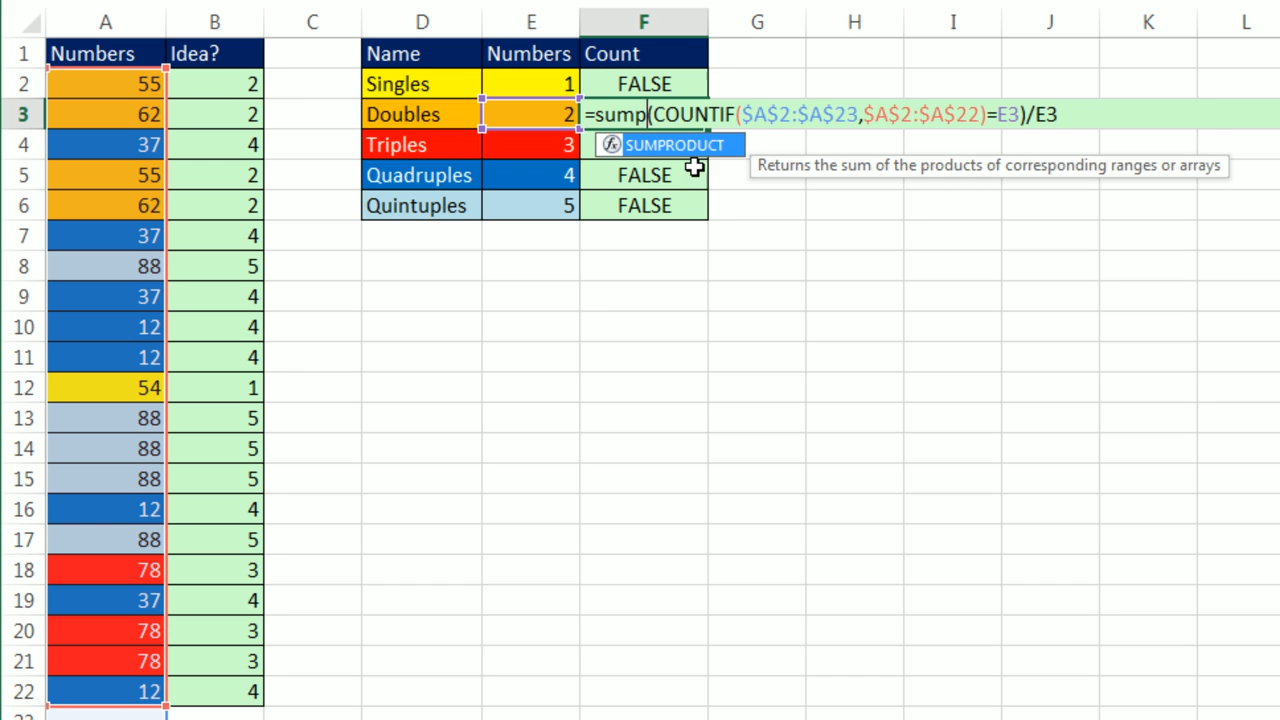 A B C D E F G H I J K L
1 Numbers Idea? Name Numbers Count
2 55 2 Singles 1 FALSE
3 62 2 Doubles 2 =sump(COUNTIF($A$2:$A$23,$A$2:$A$22)=E3)/E3
4 37 4 Triples 3 SUMPRODUCT
Returns the sum of the products of corresponding ranges or arrays
5 55 2 Quadruples 4 FALSE
6 62 2 Quintuples 5 FALSE
7 37 4
8 88 5
9 37 4
10 12 4
11 12 4
12 54 1
13 88 5
14 88 5
15 88 5
16 12 4
17 88 5
18 78 3
19 37 4
20 78 3
21 78 3
22 12 4